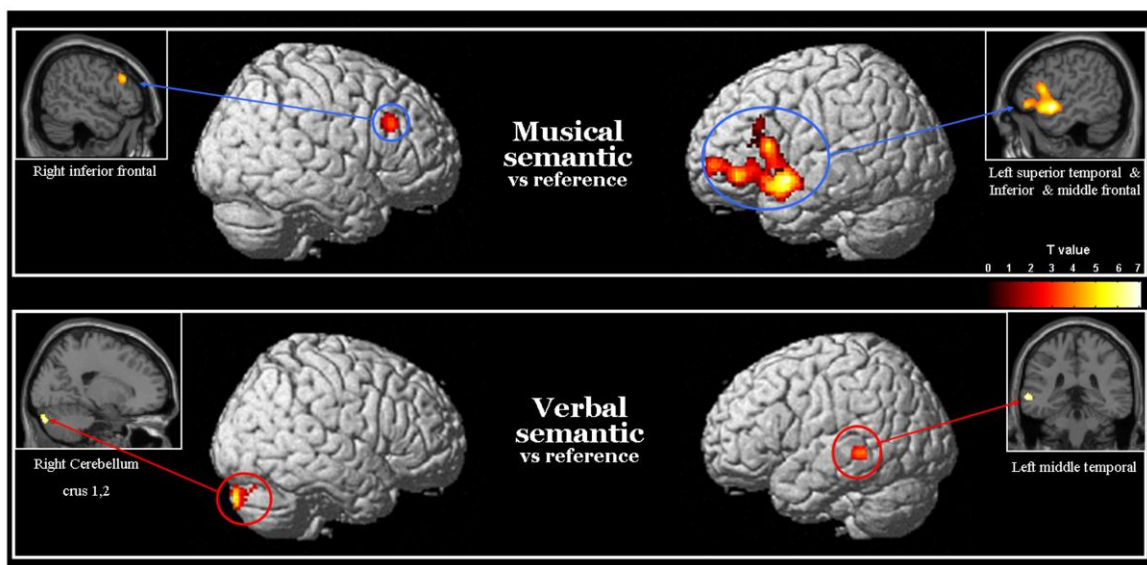 Musical
semantic
vs reference
Right inferior frontal
Left superior temporal &
Inferior & middle frontal
T value
0 1 2 3 4 5 6 7
Verbal
semantic
vs reference
Right Cerebellum
crus 1,2
Left middle temporal